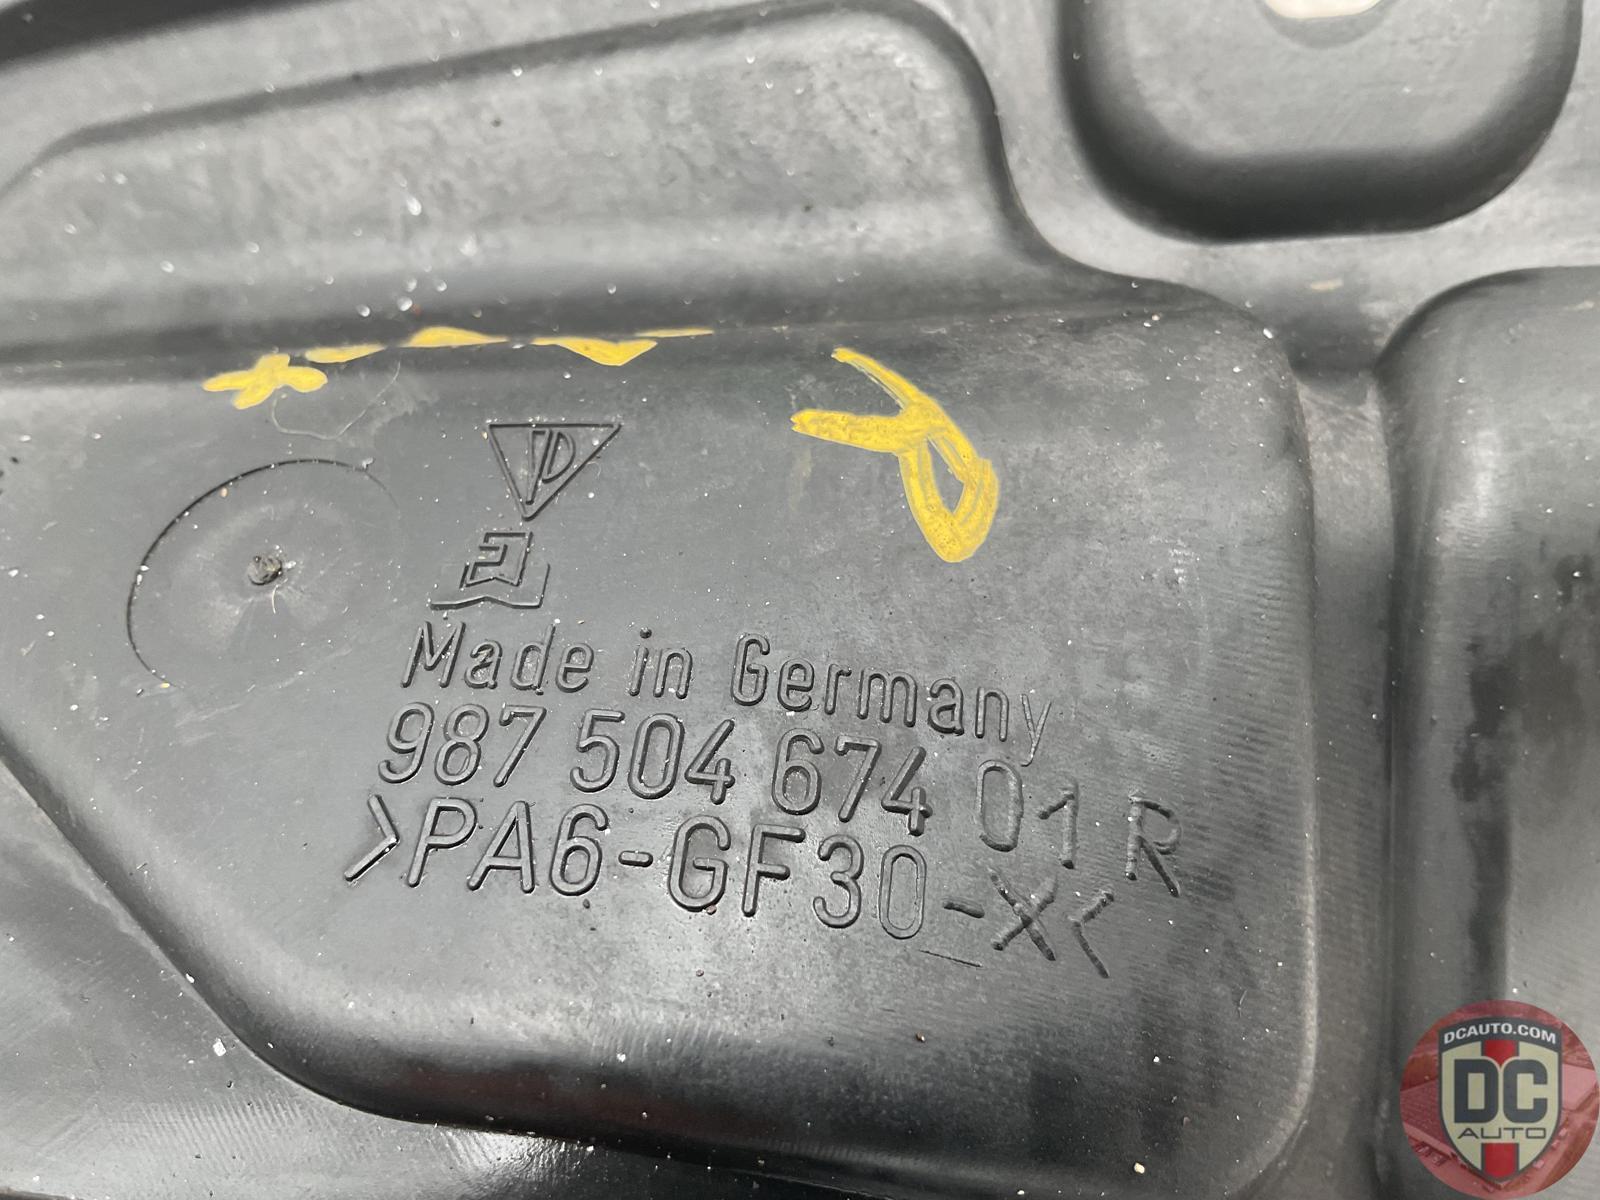 Made in Germany
987 504 674 01 R
>PA6-GF30-X<
DCAUTO.COM
DC
AUTO